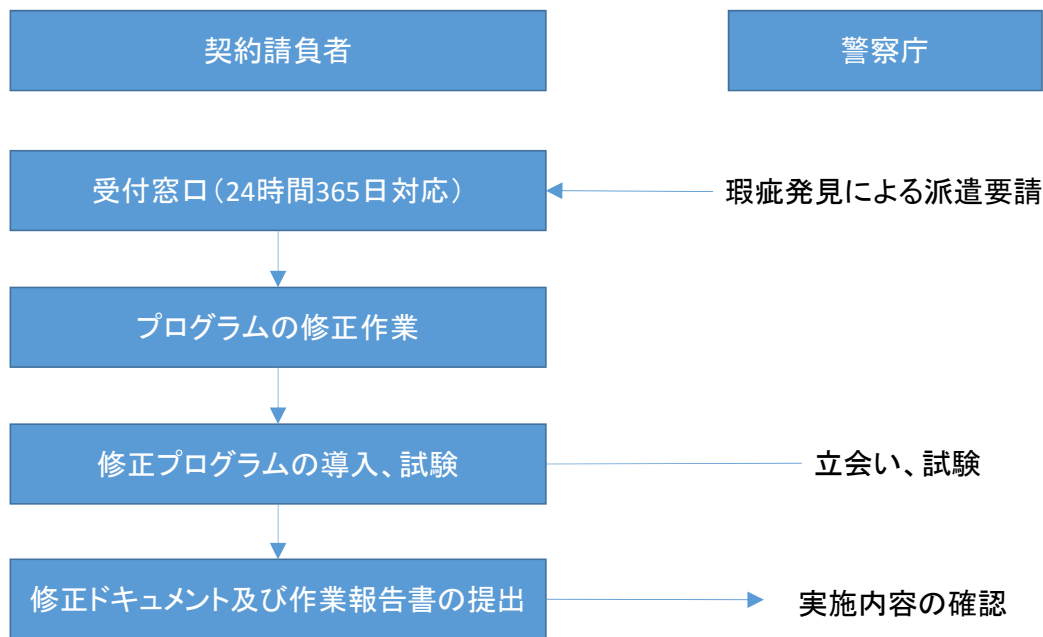 契約請負者
警察庁
受付窓口（24時間365日対応）
瑕疵発見による派遣要請
プログラムの修正作業
修正プログラムの導入、試験
立会い、試験
修正ドキュメント及び作業報告書の提出
実施内容の確認